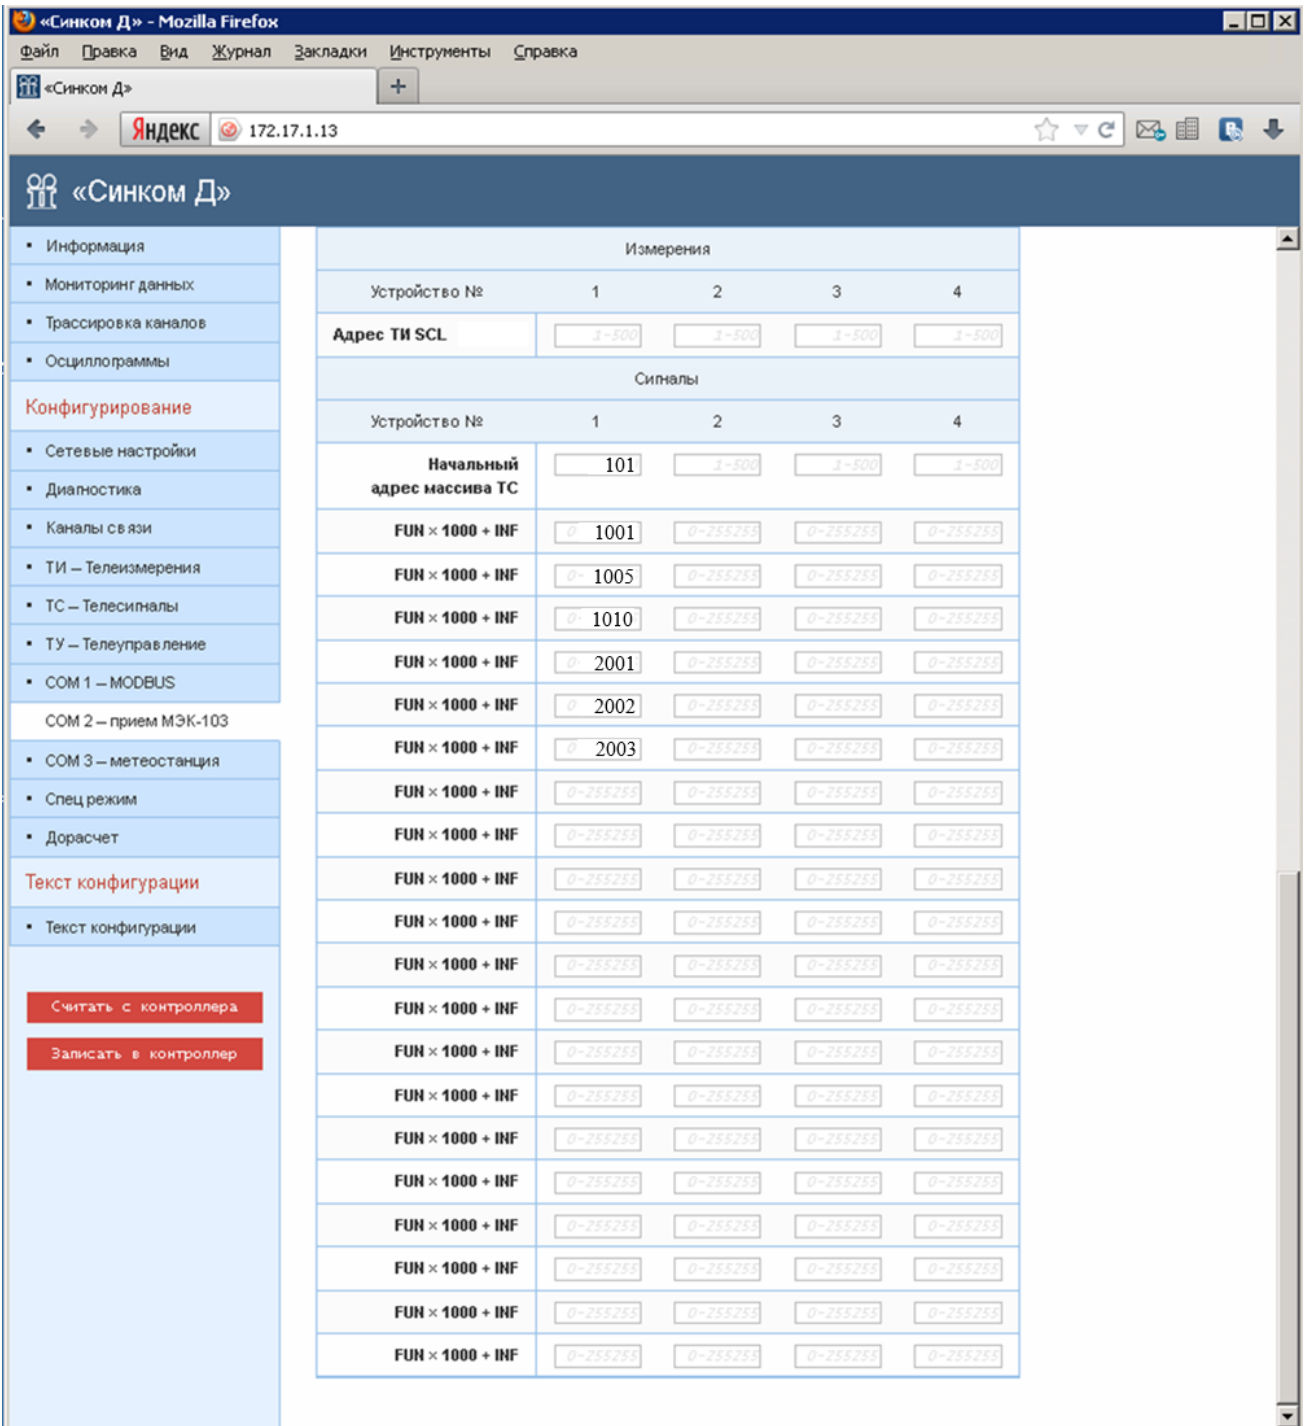 «Синком Д» - Mozilla Firefox
Файл Правка Вид Журнал Закладки Инструменты Справка
«Синком Д»
Яндекс 172.17.1.13
«Синком Д»
Информация
Мониторинг данных
Трассировка каналов
Осциллограммы
Конфигурирование
Сетевые настройки
Диагностика
Каналы связи
ТИ – Телеизмерения
ТС – Телесигналы
ТУ – Телеуправление
COM 1 – MODBUS
COM 2 – прием МЭК-103
COM 3 – метеостанция
Спец режим
Дорасчет
Текст конфигурации
Текст конфигурации
Считать с контроллера
Записать в контроллер
Измерения
Устройство № 1 2 3 4
Адрес ТИ SCL 1-500 1-500 1-500 1-500
Сигналы
Устройство № 1 2 3 4
Начальный
адрес массива ТС 101 1-500 1-500 1-500
FUN × 1000 + INF 1001 0-255255 0-255255 0-255255
FUN × 1000 + INF 1005 0-255255 0-255255 0-255255
FUN × 1000 + INF 1010 0-255255 0-255255 0-255255
FUN × 1000 + INF 2001 0-255255 0-255255 0-255255
FUN × 1000 + INF 2002 0-255255 0-255255 0-255255
FUN × 1000 + INF 2003 0-255255 0-255255 0-255255
FUN × 1000 + INF 0-255255 0-255255 0-255255 0-255255
FUN × 1000 + INF 0-255255 0-255255 0-255255 0-255255
FUN × 1000 + INF 0-255255 0-255255 0-255255 0-255255
FUN × 1000 + INF 0-255255 0-255255 0-255255 0-255255
FUN × 1000 + INF 0-255255 0-255255 0-255255 0-255255
FUN × 1000 + INF 0-255255 0-255255 0-255255 0-255255
FUN × 1000 + INF 0-255255 0-255255 0-255255 0-255255
FUN × 1000 + INF 0-255255 0-255255 0-255255 0-255255
FUN × 1000 + INF 0-255255 0-255255 0-255255 0-255255
FUN × 1000 + INF 0-255255 0-255255 0-255255 0-255255
FUN × 1000 + INF 0-255255 0-255255 0-255255 0-255255
FUN × 1000 + INF 0-255255 0-255255 0-255255 0-255255
FUN × 1000 + INF 0-255255 0-255255 0-255255 0-255255
FUN × 1000 + INF 0-255255 0-255255 0-255255 0-255255